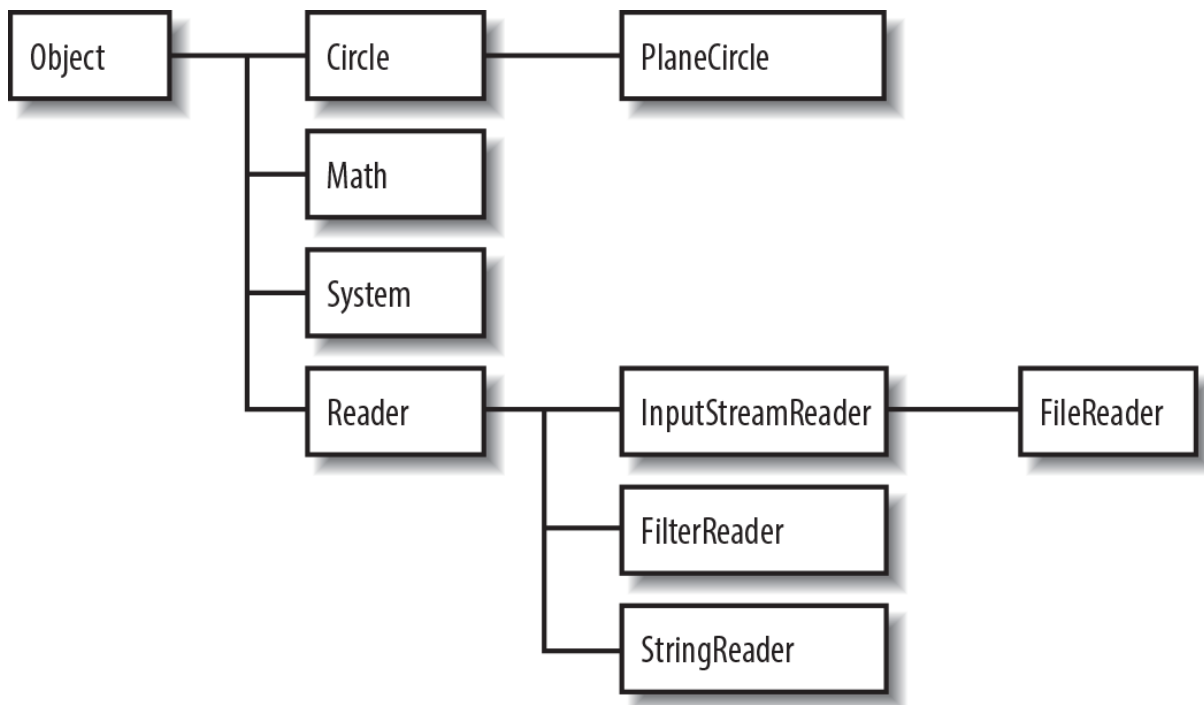 Object
Circle
PlaneCircle
Math
System
Reader
InputStreamReader
FileReader
FilterReader
StringReader